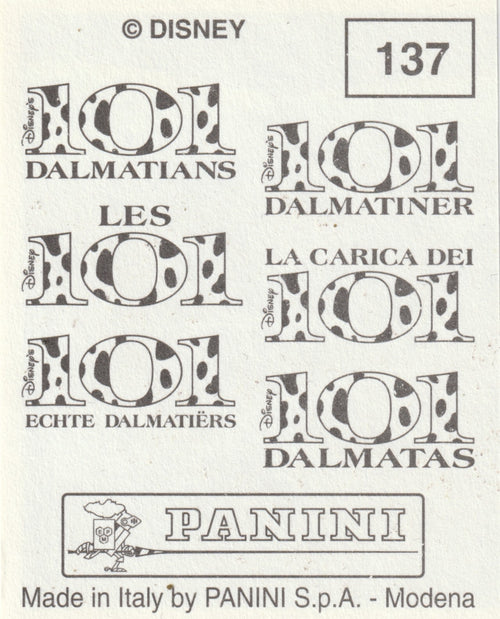 © DISNEY
137
Disney's
101
DALMATIANS
Disney's
101
DALMATINER
LES
Disney
101
LA CARICA DEI
Disney
101
Disney's
101
ECHTE DALMATIËRS
Disney
101
DALMATAS
PANINI
Made in Italy by PANINI S.p.A. - Modena